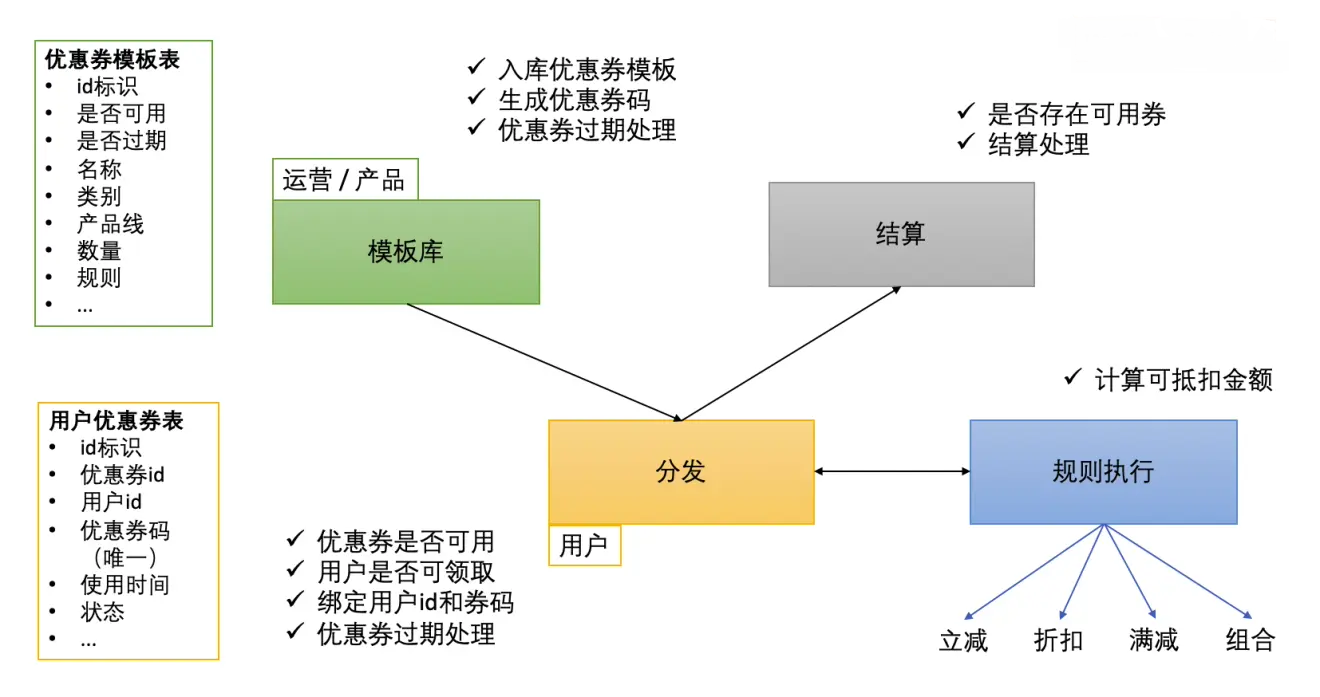 优惠券模板表
• id标识
• 是否可用
• 是否过期
• 名称
• 类别
• 产品线
• 数量
• 规则
• ...
✓ 入库优惠券模板
✓ 生成优惠券码
✓ 优惠券过期处理
运营 / 产品
模板库
✓ 是否存在可用券
✓ 结算处理
结算
用户优惠券表
• id标识
• 优惠券id
• 用户id
• 优惠券码
（唯一）
• 使用时间
• 状态
• ...
分发
用户
✓ 优惠券是否可用
✓ 用户是否可领取
✓ 绑定用户id和券码
✓ 优惠券过期处理
✓ 计算可抵扣金额
规则执行
立减
折扣
满减
组合